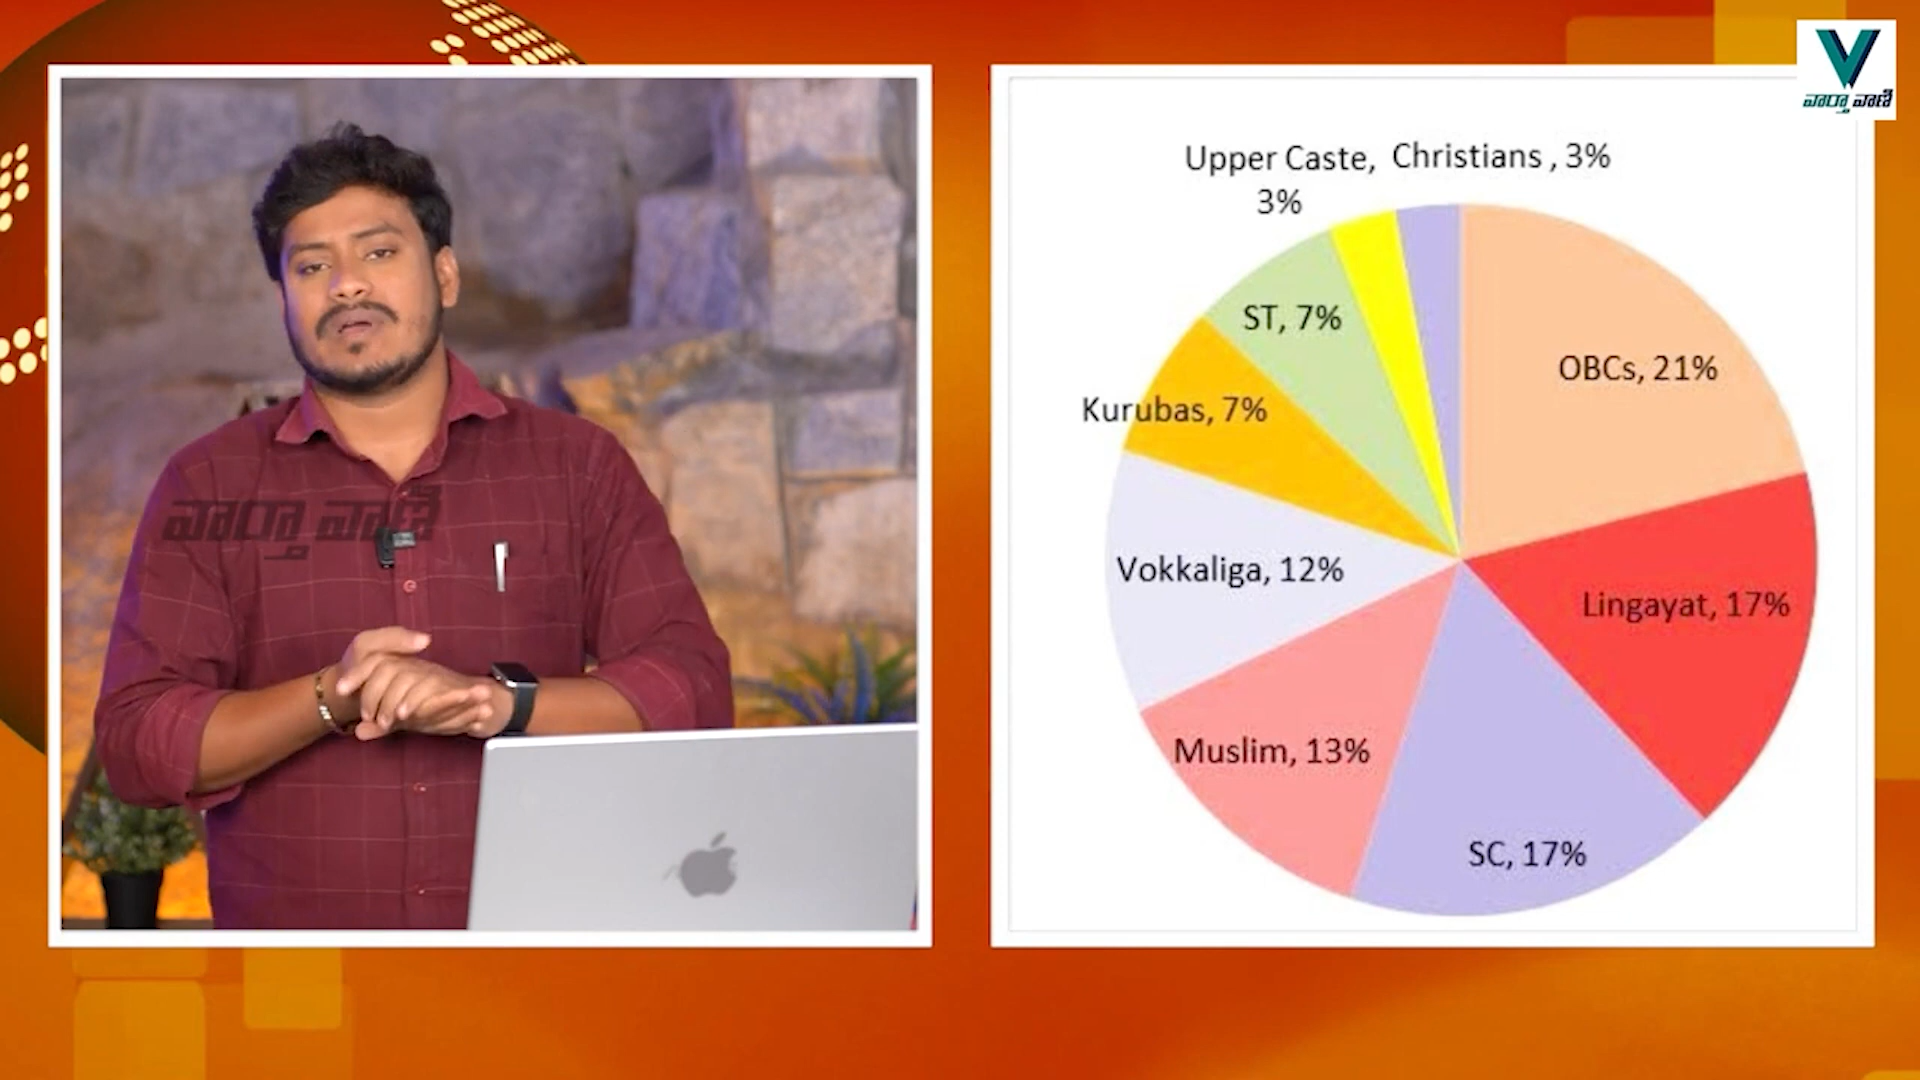 వార్తా వాణి
వార్తా వాణి
Upper Caste,
3%
Christians , 3%
OBCs, 21%
ST, 7%
Kurubas, 7%
Vokkaliga, 12%
Lingayat, 17%
Muslim, 13%
SC, 17%